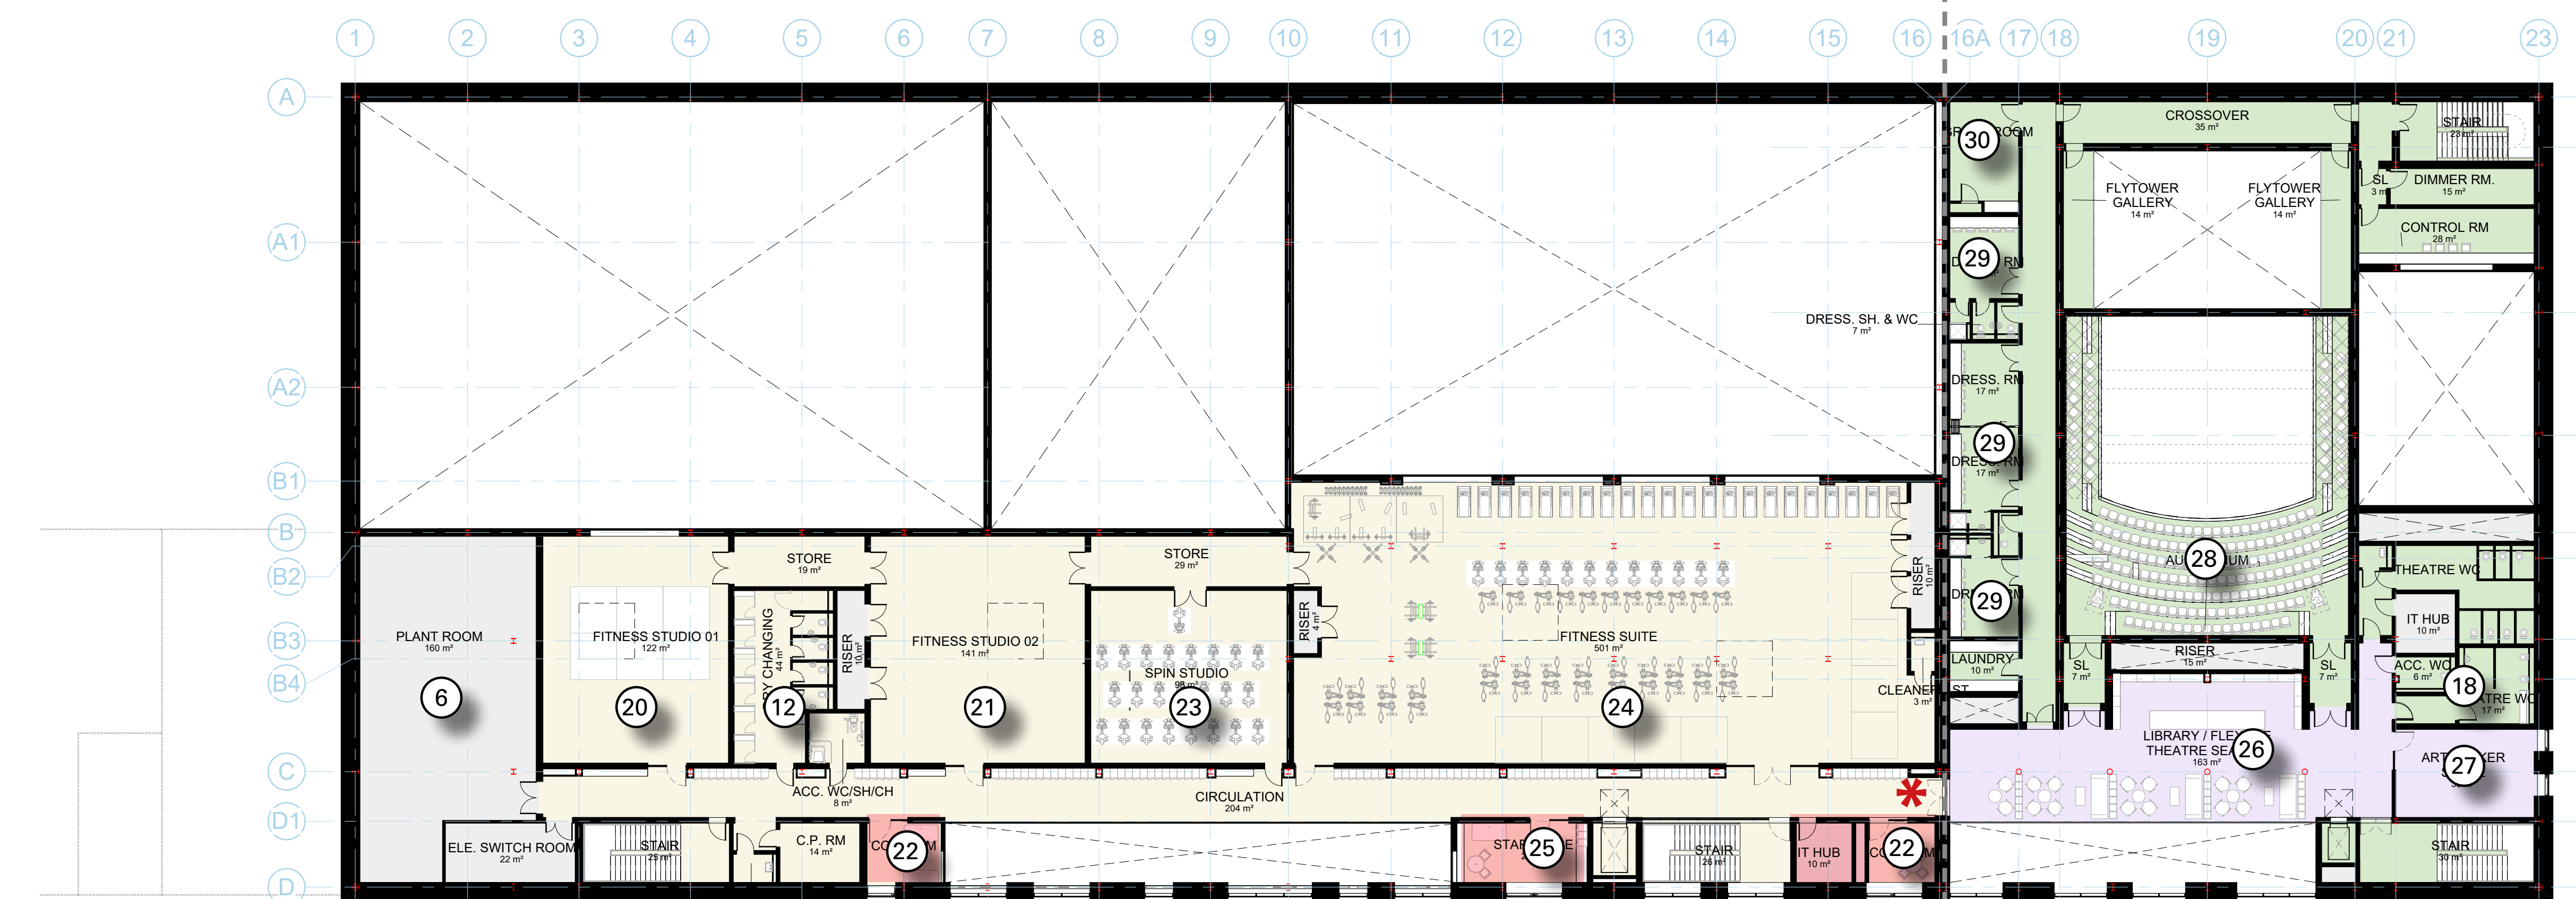 1 2 3 4 5 6 7 8 9 10 11 12 13 14 15 16 16A 17 18 19 20 21 23
A
A1
A2
B1
B
B2
B3
B4
C
D1
D
30
ROOM
CROSSOVER
35 m²
STAIR
23 m²
FLYTOWER
GALLERY
14 m²
FLYTOWER
GALLERY
14 m²
SL
3 m
DIMMER RM.
15 m²
CONTROL RM
28 m²
29
RM
DRESS. SH. & WC
7 m²
DRESS. RM
17 m²
29
DRESS. RM
17 m²
29
28
THEATRE WC
IT HUB
10 m²
LAUNDRY
10 m²
SL
7 m²
RISER
15 m²
SL
7 m²
ACC. WC
6 m²
18
17 m²
LIBRARY /
THEATRE
163 m²
26
27
STAIR
30 m²
PLANT ROOM
160 m²
6
FITNESS STUDIO 01
122 m²
20
STORE
19 m²
CHANGING
44 m²
12
RISER
10 m²
FITNESS STUDIO 02
141 m²
21
STORE
29 m²
SPIN STUDIO
98 m²
23
RISER
4 m²
FITNESS SUITE
501 m²
24
RISER
10 m²
3 m²
ACC. WC/SH/CH
8 m²
CIRCULATION
204 m²
*
ELE. SWITCH ROOM
22 m²
STAIR
25 m²
C.P. RM
14 m²
22
25
STAIR
26 m²
IT HUB
10 m²
22